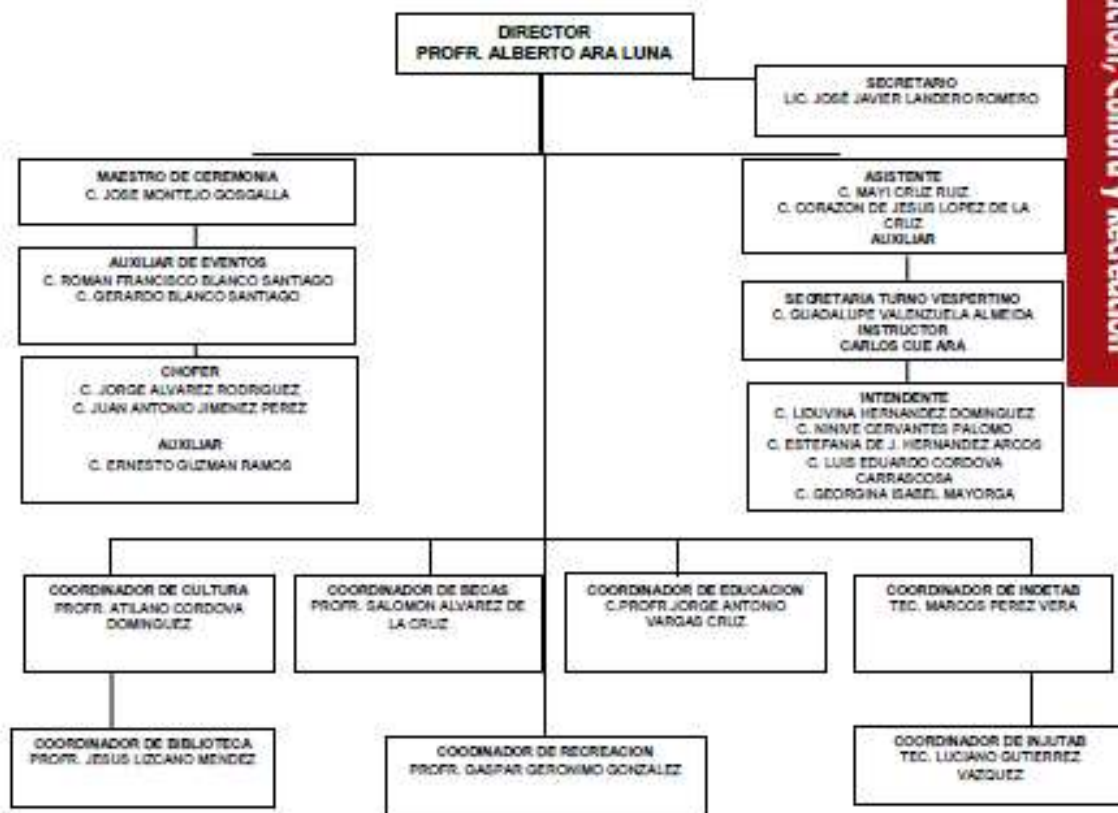 DIRECTOR
PROFR. ALBERTO ARA LUNA
SECRETARIO
LIC. JOSÉ JAVIER LANDERO ROMERO
MAESTRO DE CEREMONIA
C. JOSE MONTEJO GOSGALLA
ASISTENTE
C. MAYI CRUZ RUIZ
C. CORAZON DE JESUS LOPEZ DE LA
CRUZ
AUXILIAR
AUXILIAR DE EVENTOS
C. ROMAN FRANCISCO BLANCO SANTIAGO
C. GERARDO BLANCO SANTIAGO
SECRETARIA TURNO VESPERTINO
C. GUADALUPE VALENZUELA ALMEIDA
INSTRUCTOR
CARLOS CUE ARÁ
CHOFER
C. JORGE ALVAREZ RODRIGUEZ
C. JUAN ANTONIO JIMENEZ PEREZ
AUXILIAR
C. ERNESTO GUZMAN RAMOS
INTENDENTE
C. LIDUVINA HERNANDEZ DOMINGUEZ
C. NINIVE CERVANTES PALOMO
C. ESTEFANIA DE J. HERNANDEZ ARCOS
C. LUIS EDUARDO CORDOVA
CARRASCOSA
C. GEORGINA ISABEL MAYORGA
COORDINADOR DE CULTURA
PROFR. ATILANO CORDOVA
DOMINGUEZ
COORDINADOR DE BECAS
PROFR. SALOMON ALVAREZ DE
LA CRUZ
COORDINADOR DE EDUCACION
C.PROFR.JORGE ANTONIO
VARGAS CRUZ
COORDINADOR DE INDETAB
TEC. MARCOS PEREZ VERA
COORDINADOR DE BIBLIOTECA
PROFR. JESUS LIZCANO MENDEZ
COODINADOR DE RECREACION
PROFR. GASPAR GERONIMO GONZALEZ
COORDINADOR DE INJUTAB
TEC. LUCIANO GUTIERREZ
VAZQUEZ